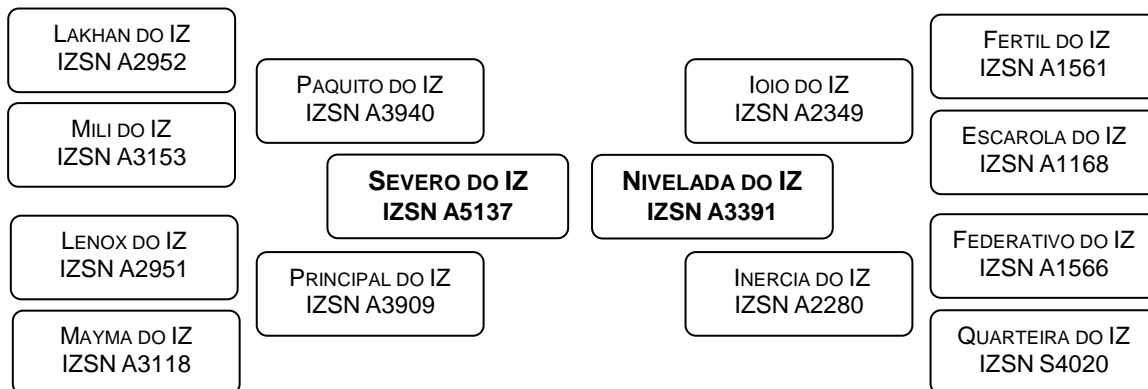 LAKHAN DO IZ
IZSN A2952
MILI DO IZ
IZSN A3153
LENOX DO IZ
IZSN A2951
MAYMA DO IZ
IZSN A3118
PAQUITO DO IZ
IZSN A3940
PRINCIPAL DO IZ
IZSN A3909
SEVERO DO IZ
IZSN A5137
NIVELADA DO IZ
IZSN A3391
IOIO DO IZ
IZSN A2349
INERCIA DO IZ
IZSN A2280
FERTIL DO IZ
IZSN A1561
ESCAROLA DO IZ
IZSN A1168
FEDERATIVO DO IZ
IZSN A1566
QUARTEIRA DO IZ
IZSN S4020